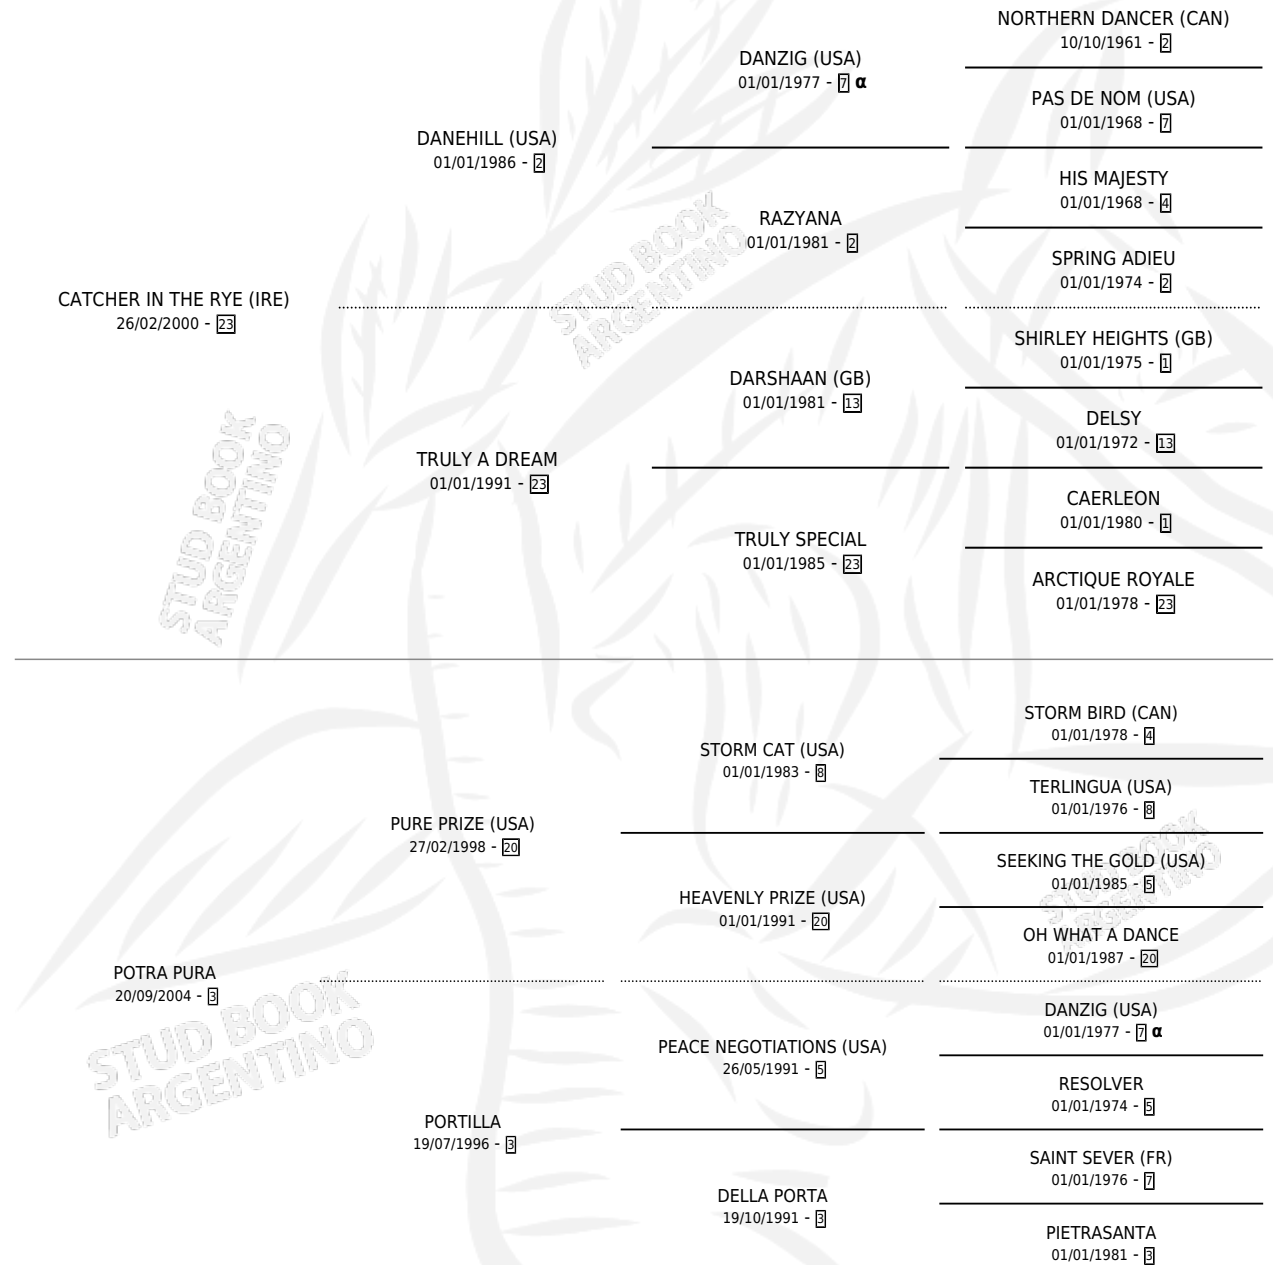 NORTHERN DANCER (CAN)
10/10/1961 - 2
DANZIG (USA)
01/01/1977 - 7 α
PAS DE NOM (USA)
01/01/1968 - 7
DANEHILL (USA)
01/01/1986 - 2
HIS MAJESTY
01/01/1968 - 4
RAZYANA
01/01/1981 - 2
SPRING ADIEU
01/01/1974 - 2
CATCHER IN THE RYE (IRE)
26/02/2000 - 23
SHIRLEY HEIGHTS (GB)
01/01/1975 - 1
DARSHAAN (GB)
01/01/1981 - 13
DELSY
01/01/1972 - 13
TRULY A DREAM
01/01/1991 - 23
CAERLEON
01/01/1980 - 1
TRULY SPECIAL
01/01/1985 - 23
ARCTIQUE ROYALE
01/01/1978 - 23
STORM BIRD (CAN)
01/01/1978 - 4
STORM CAT (USA)
01/01/1983 - 8
TERLINGUA (USA)
01/01/1976 - 8
PURE PRIZE (USA)
27/02/1998 - 20
SEEKING THE GOLD (USA)
01/01/1985 - 5
HEAVENLY PRIZE (USA)
01/01/1991 - 20
OH WHAT A DANCE
01/01/1987 - 20
POTRA PURA
20/09/2004 - 3
DANZIG (USA)
01/01/1977 - 7 α
PEACE NEGOTIATIONS (USA)
26/05/1991 - 5
RESOLVER
01/01/1974 - 5
PORTILLA
19/07/1996 - 3
SAINT SEVER (FR)
01/01/1976 - 7
DELLA PORTA
19/10/1991 - 3
PIETRASANTA
01/01/1981 - 3
STUD BOOK
ARGENTINO
STUD BOOK
ARGENTINO
STUD BOOK
ARGENTINO
STUD BOOK
ARGENTINO